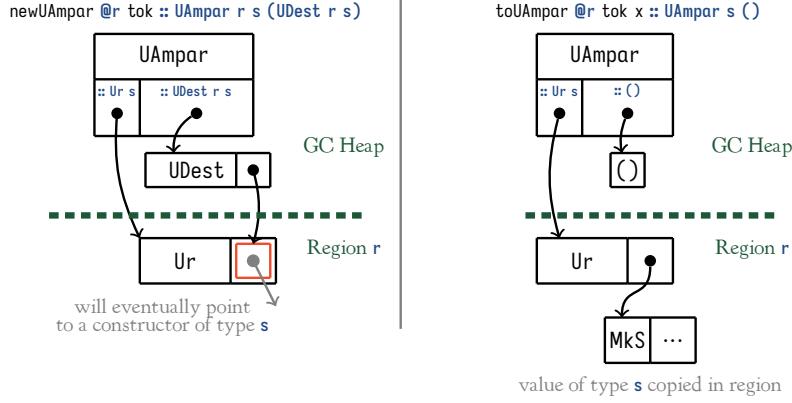 newUAmpar @r tok :: UAmpar r s (UDest r s)
UAmpar
:: Ur s
:: UDest r s
GC Heap
UDest
Ur
Region r
will eventually point
to a constructor of type s
toUAmpar @r tok x :: UAmpar s ()
UAmpar
:: Ur s
:: ()
GC Heap
()
Ur
Region r
MkS
...
value of type s copied in region